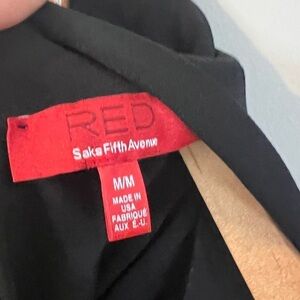 RED
Saks Fifth Avenue
M/M
MADE IN
USA
FABRIQUÉ
AUX É.-U.